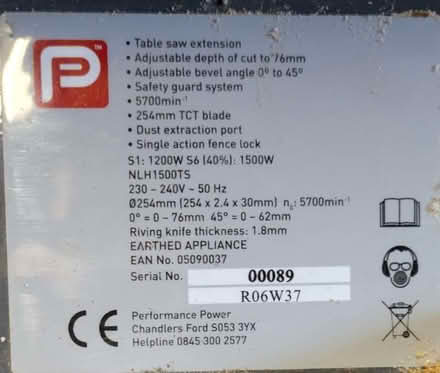 P™
• Table saw extension
• Adjustable depth of cut to 76mm
• Adjustable bevel angle 0° to 45°
• Safety guard system
• 5700min⁻¹
• 254mm TCT blade
• Dust extraction port
• Single action fence lock
S1: 1200W S6 (40%): 1500W
NLH1500TS
230 – 240V ~ 50 Hz
Ø254mm (254 x 2.4 x 30mm) n₀: 5700min⁻¹
0° = 0 – 76mm 45° = 0 – 62mm
Riving knife thickness: 1.8mm
EARTHED APPLIANCE
EAN No. 05090037
Serial No. 00089
R06W37
CE
Performance Power
Chandlers Ford S053 3YX
Helpline 0845 300 2577